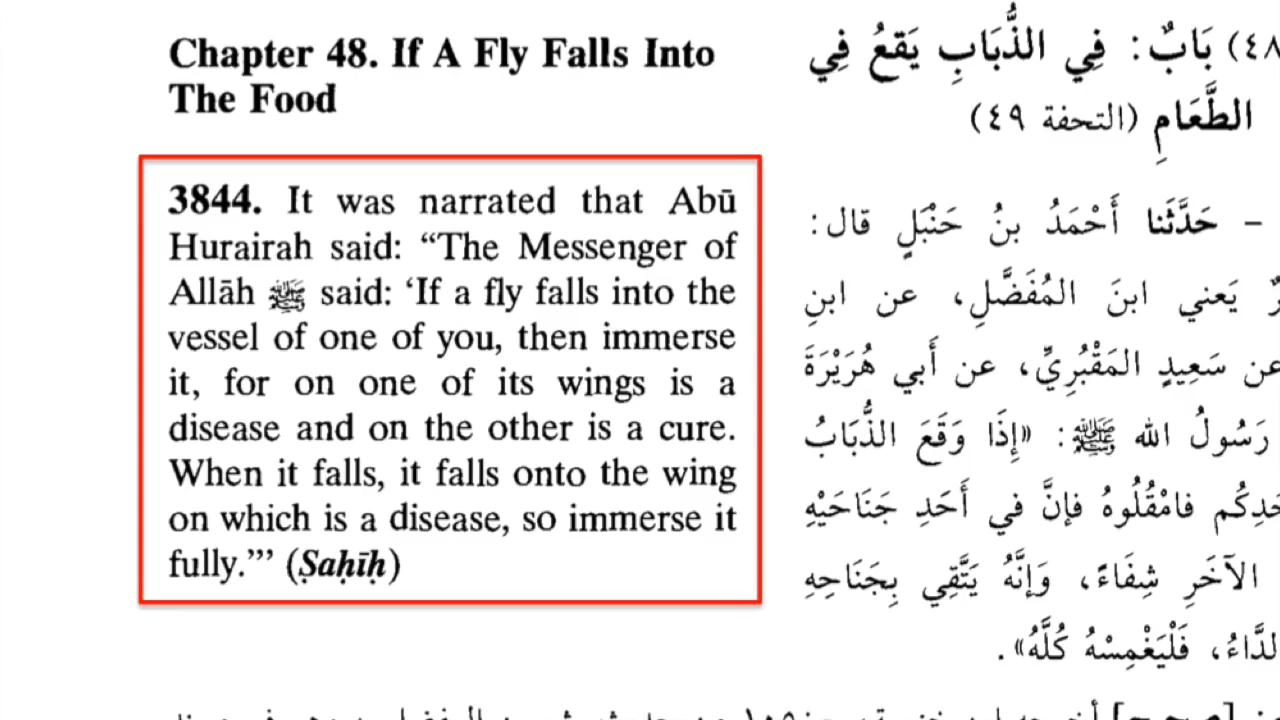 Chapter 48. If A Fly Falls Into
The Food
3844. It was narrated that Abū
Hurairah said: “The Messenger of
Allāh ﷺ said: ‘If a fly falls into the
vessel of one of you, then immerse
it, for on one of its wings is a
disease and on the other is a cure.
When it falls, it falls onto the wing
on which is a disease, so immerse it
fully.’” (Ṣaḥīḥ)
(٤٨ بَابٌ: فِي الذُّبَابِ يَقَعُ فِي
الطَّعَامِ (التحفة ٤٩)
- حَدَّثَنا أَحْمَدُ بنُ حَنْبَلٍ قال:
يَعني ابنَ المُفَضَّلِ، عن ابنِ
عن سَعِيدٍ المَقْبُرِيِّ، عن أَبي هُرَيْرَةَ
رَسُولُ الله ﷺ: «إِذَا وَقَعَ الذُّبَابُ
فامْقُلُوهُ فإنَّ في أَحَدِ جَنَاحَيْهِ
الآخَرِ شِفَاءً، وَإِنَّهُ يَتَّقِي بِجَنَاحِهِ
فَلْيَغْمِسْهُ كُلَّهُ».